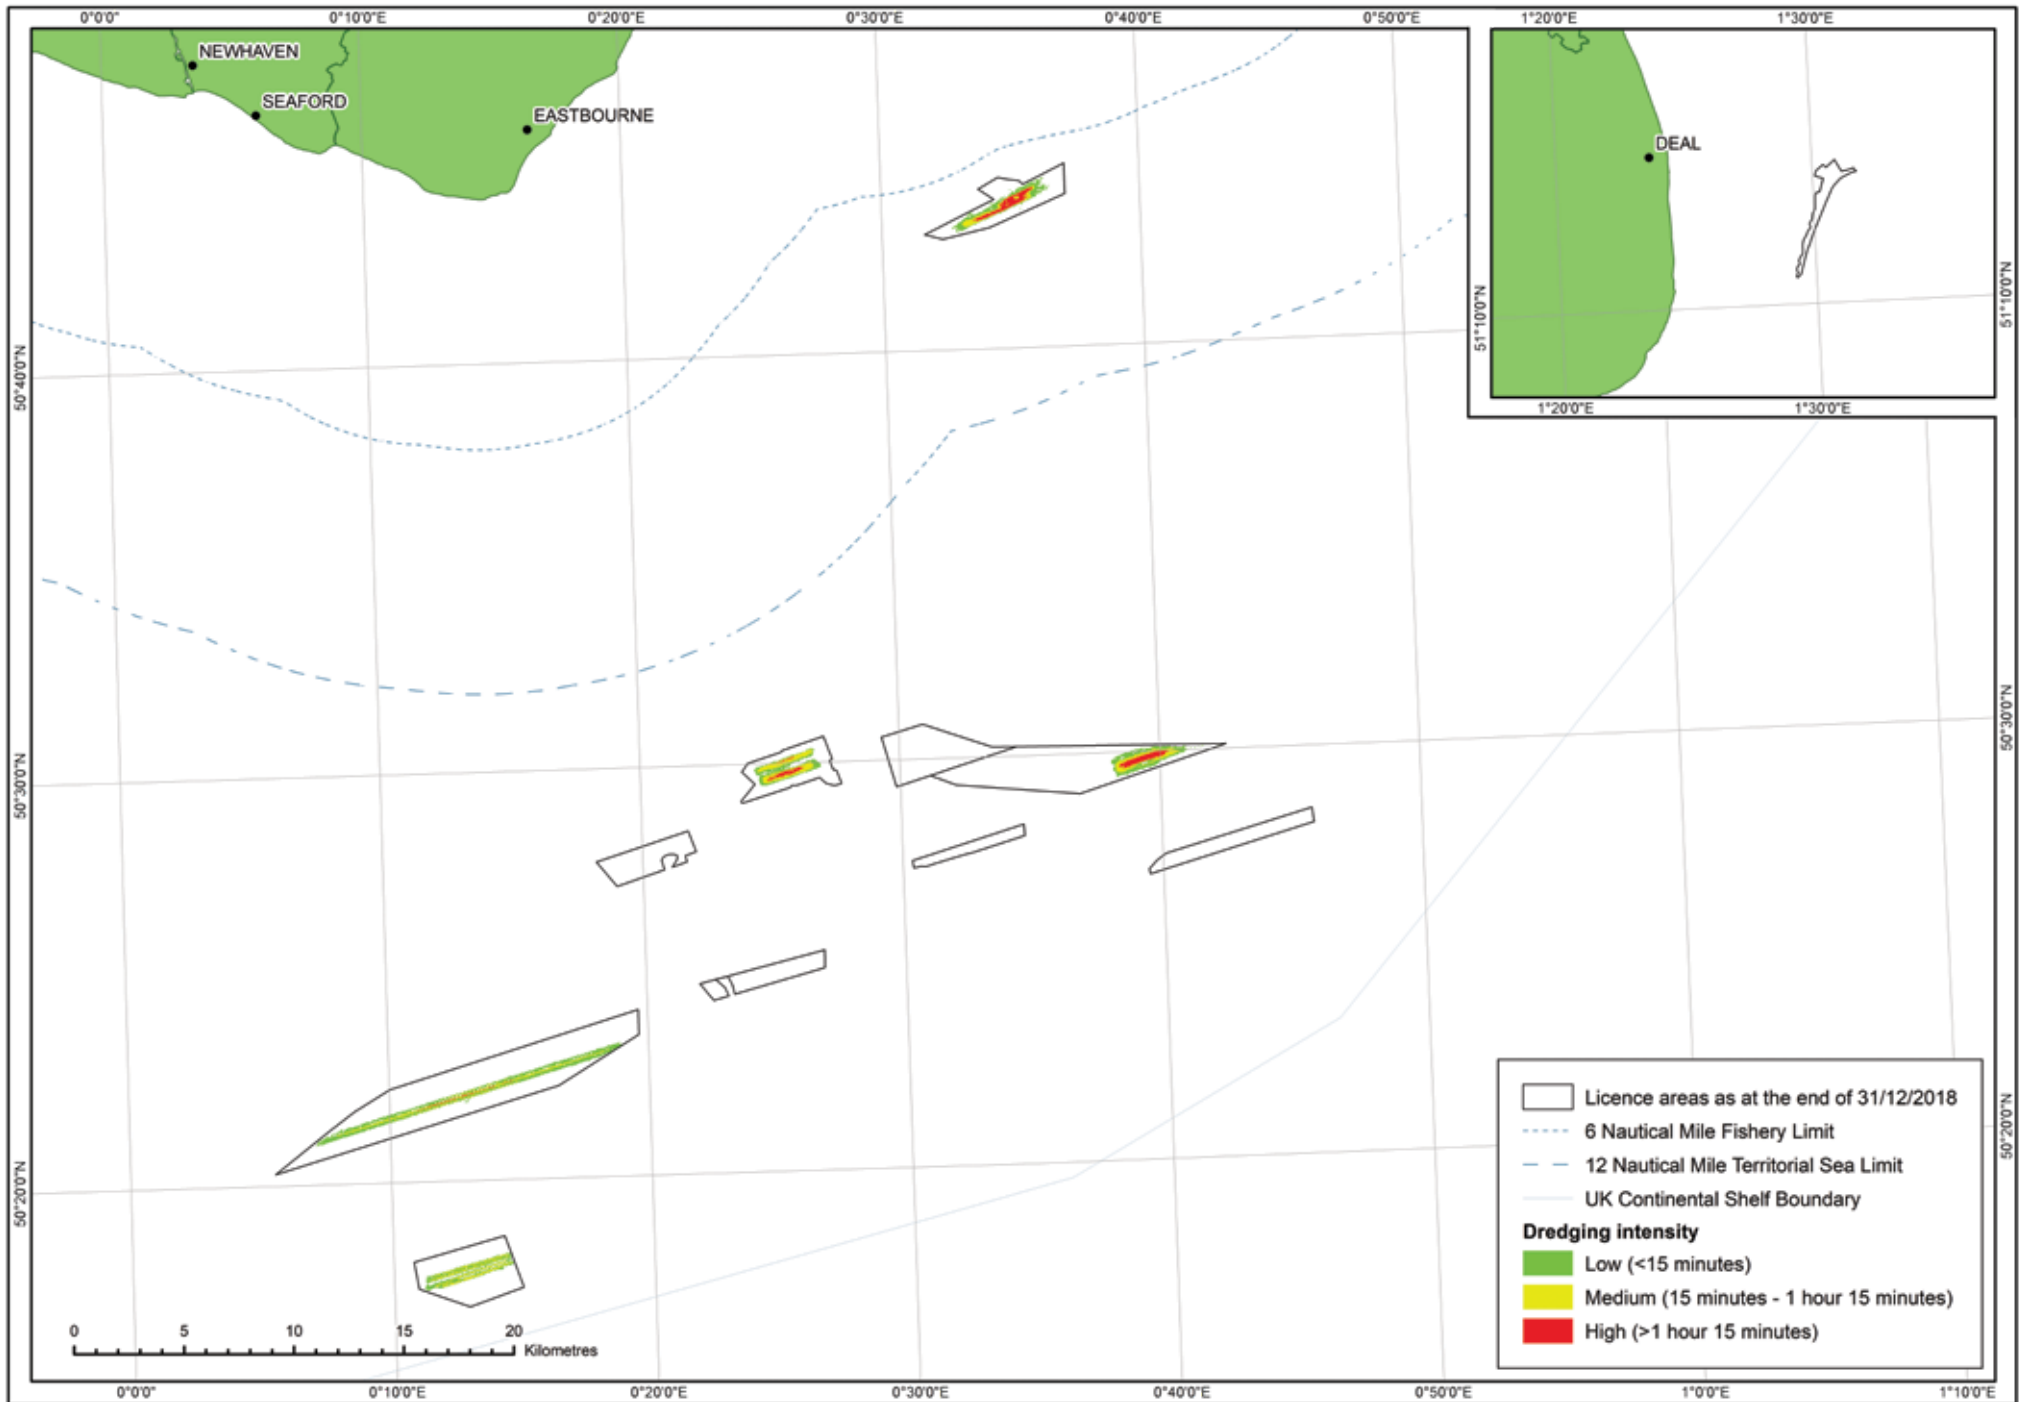 0°0'0" 0°10'0"E 0°20'0"E 0°30'0"E 0°40'0"E 0°50'0"E 1°20'0"E 1°30'0"E
NEWHAVEN
SEAFORD
EASTBOURNE
DEAL
51°10'0"N
51°10'0"N
1°20'0"E 1°30'0"E
50°40'0"N
50°30'0"N
50°30'0"N
50°20'0"N
50°20'0"N
Licence areas as at the end of 31/12/2018
6 Nautical Mile Fishery Limit
12 Nautical Mile Territorial Sea Limit
UK Continental Shelf Boundary
Dredging intensity
Low (<15 minutes)
Medium (15 minutes - 1 hour 15 minutes)
High (>1 hour 15 minutes)
0 5 10 15 20
Kilometres
0°0'0" 0°10'0"E 0°20'0"E 0°30'0"E 0°40'0"E 0°50'0"E 1°0'0"E 1°10'0"E